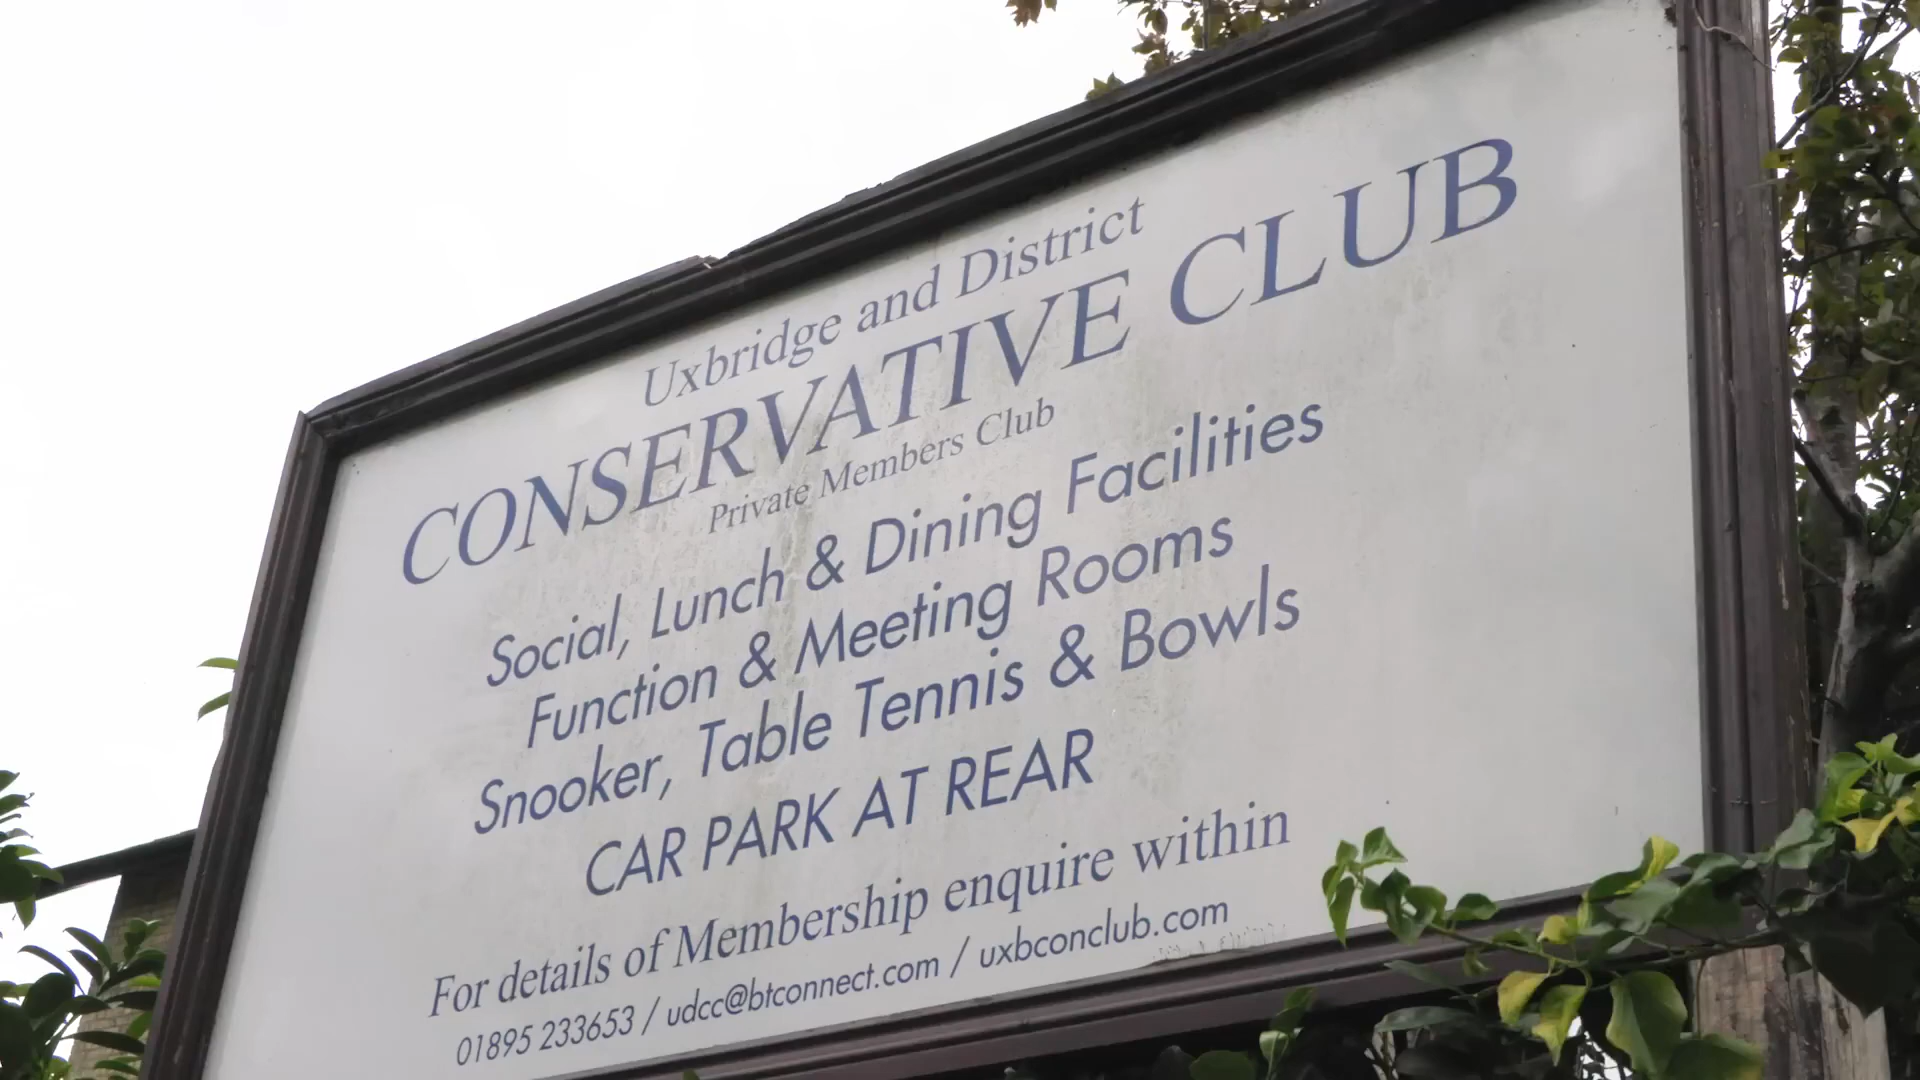 Uxbridge and District
CONSERVATIVE CLUB
Private Members Club
Social, Lunch & Dining Facilities
Function & Meeting Rooms
Snooker, Table Tennis & Bowls
CAR PARK AT REAR
For details of Membership enquire within
01895 233653 / udcc@btconnect.com / uxbconclub.com